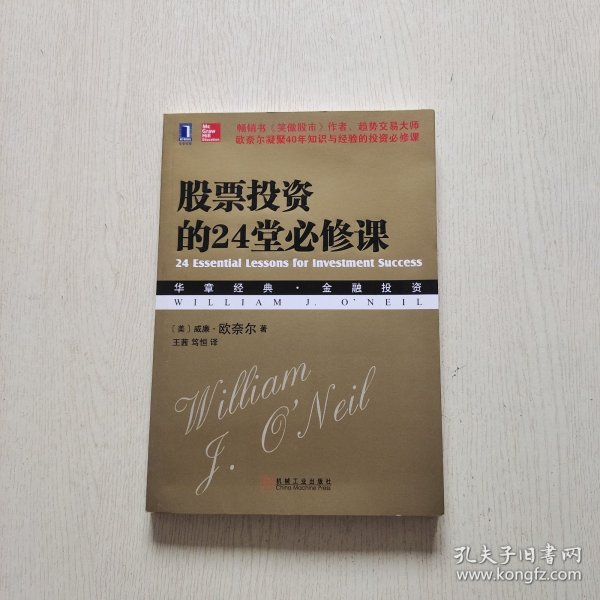 Mc
Graw
Hill
Education
畅销书《笑傲股市》作者、趋势交易大师
欧奈尔凝聚40年知识与经验的投资必修课
股票投资
的24堂必修课
24 Essential Lessons for Investment Success
华章经典·金融投资
WILLIAM J. O'NEIL
〔美〕威廉·欧奈尔 著
王茜 笃恒 译
William
J. O'Neil
机械工业出版社
China Machine Press
孔夫子旧书网
www.kongfz.com